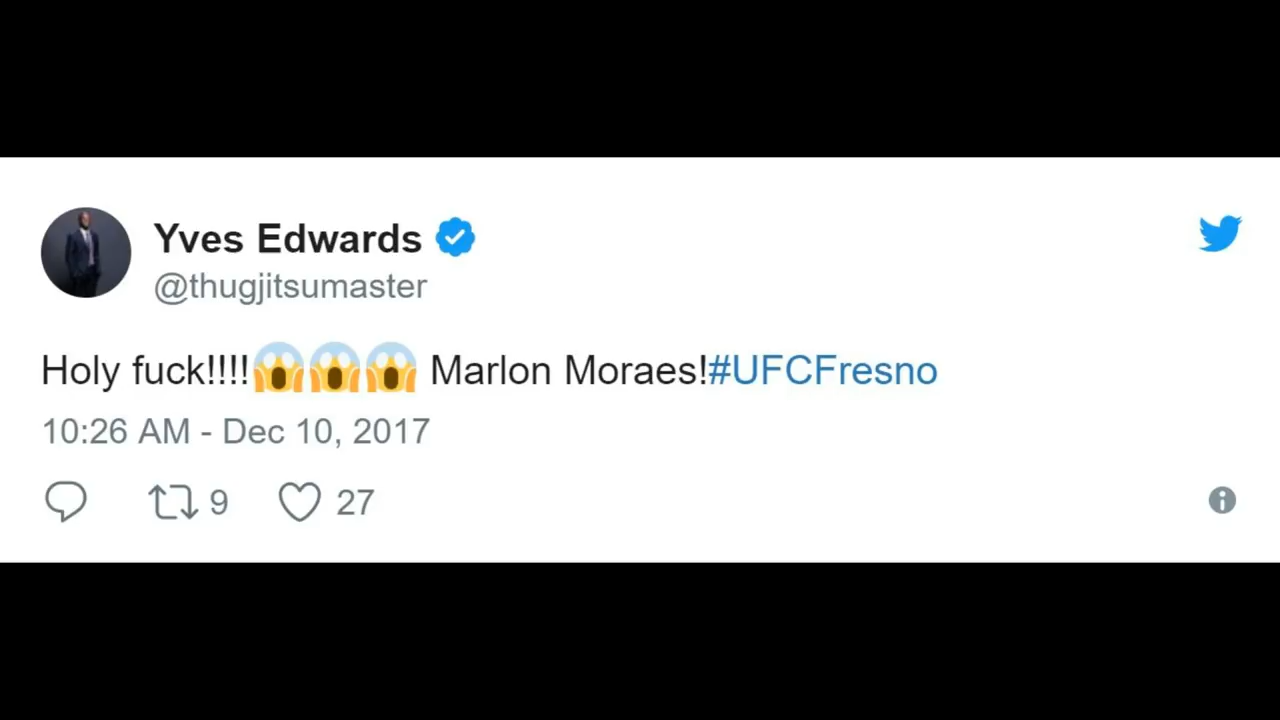 Yves Edwards
@thugjitsumaster
Holy fuck!!!!😱😱😱 Marlon Moraes!#UFCFresno
10:26 AM - Dec 10, 2017
9 27